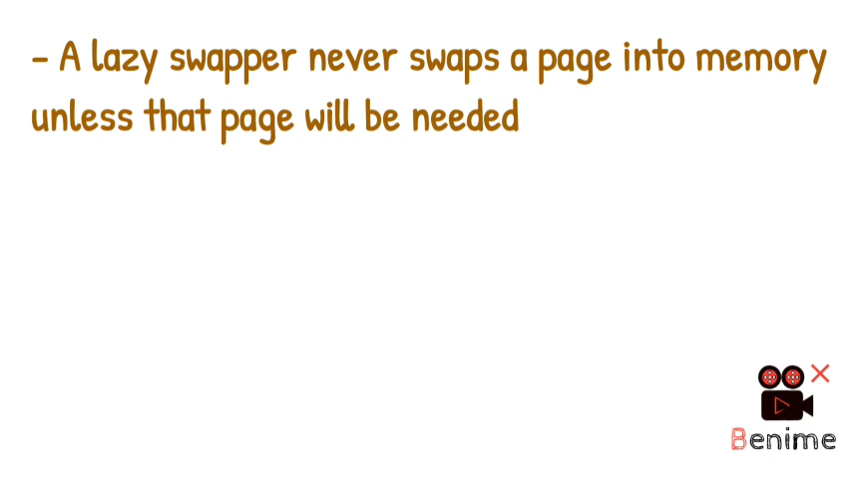 - A lazy swapper never swaps a page into memory
unless that page will be needed
Benime